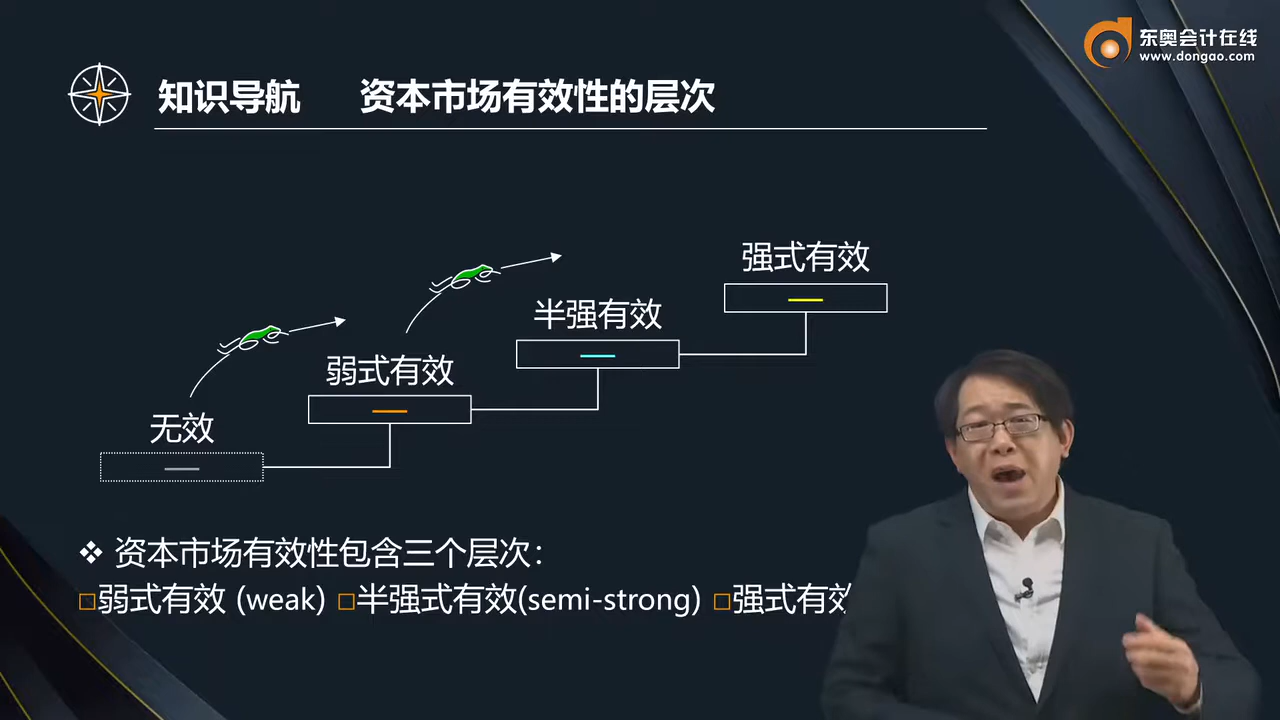 东奥会计在线
www.dongao.com
知识导航 资本市场有效性的层次
强式有效
半强有效
弱式有效
无效
❖ 资本市场有效性包含三个层次：
□弱式有效 (weak) □半强式有效(semi-strong) □强式有效